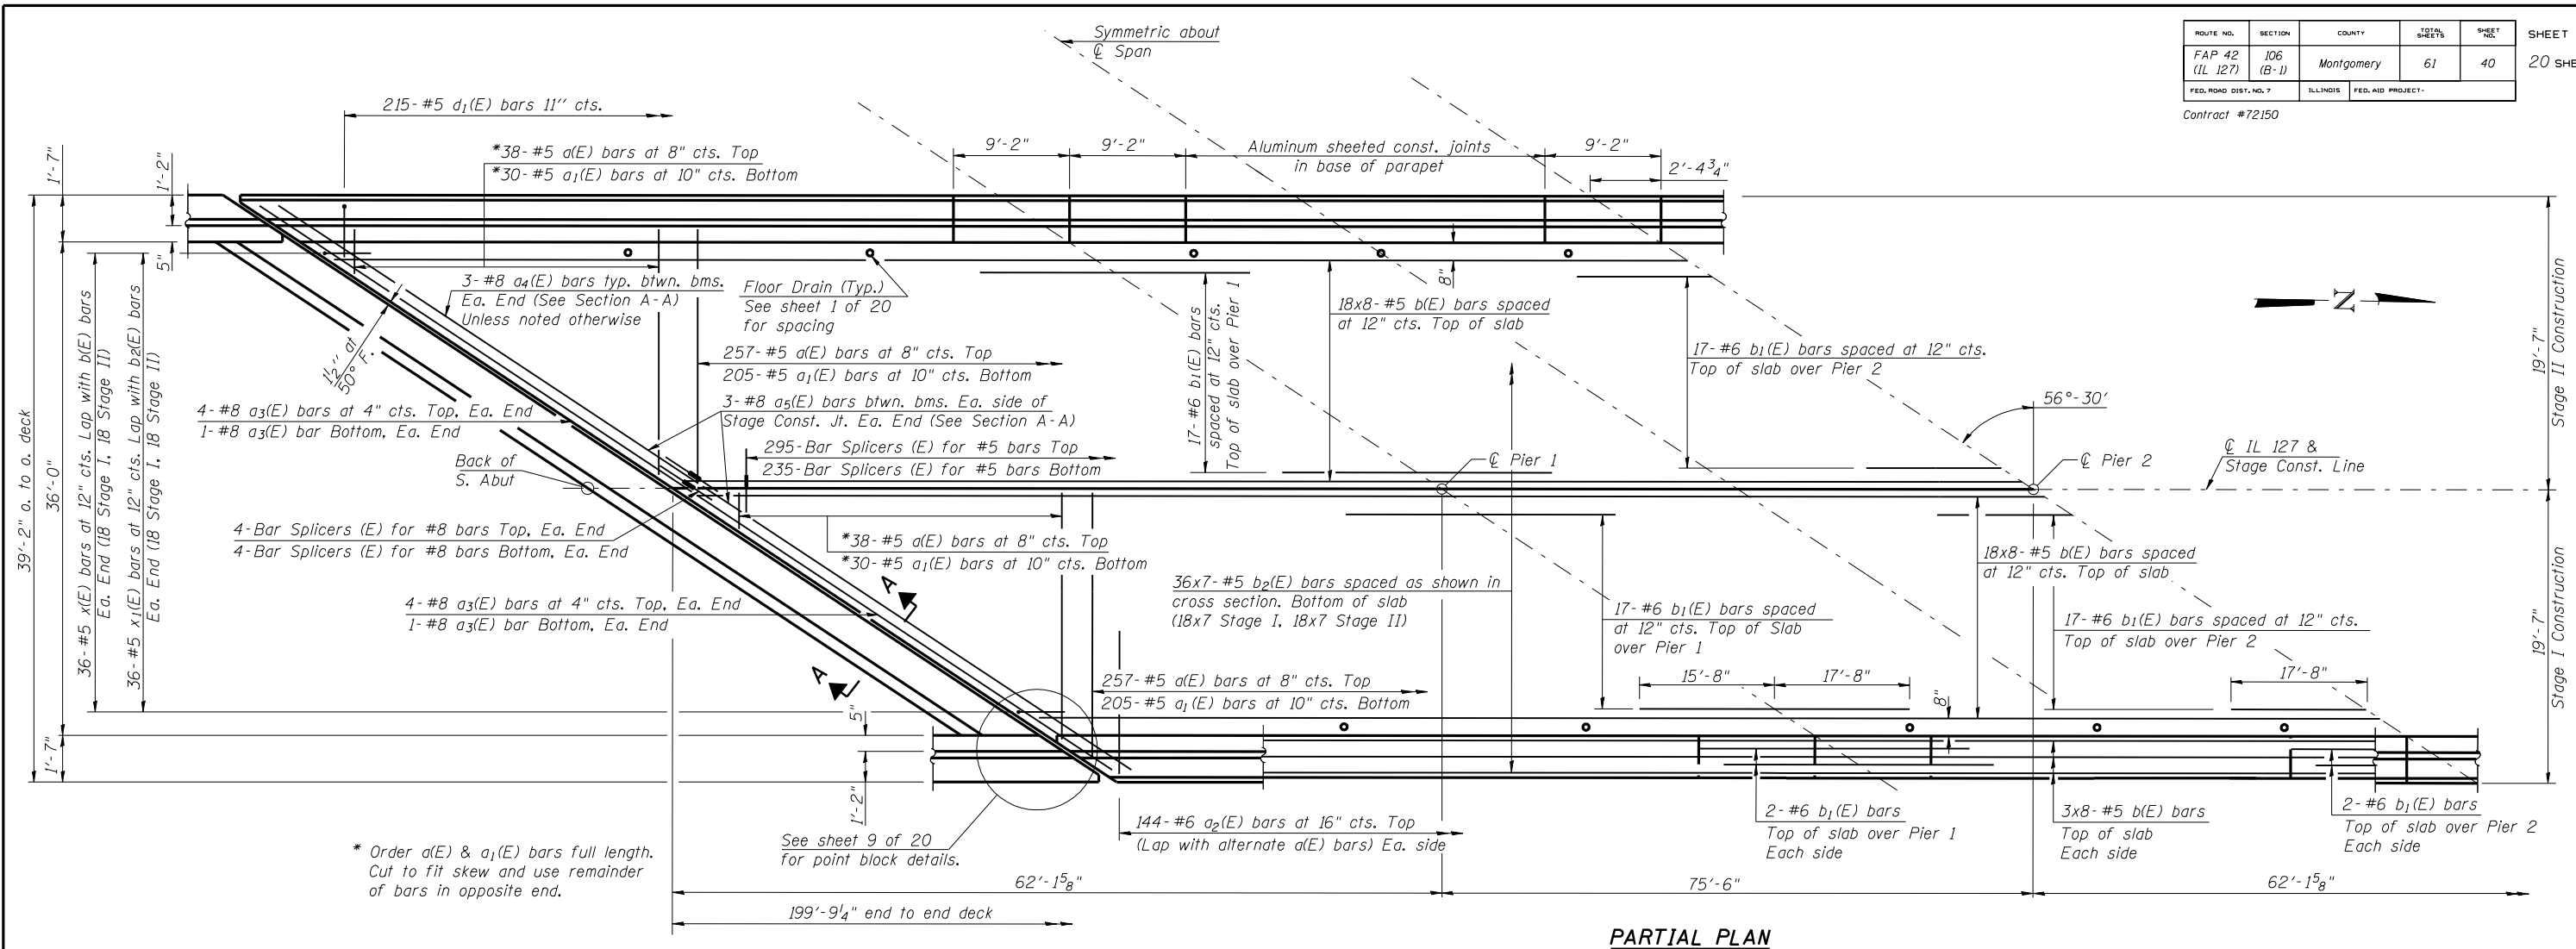 ROUTE NO.
SECTION
COUNTY
TOTAL SHEETS
SHEET NO.
SHEET
FAP 42
(IL 127)
106
(B-1)
Montgomery
61
40
20 SHE
FED. ROAD DIST. NO. 7
ILLINOIS
FED. AID PROJECT-
Contract #72150
Symmetric about
℄ Span
215-#5 d1(E) bars 11'' cts.
*38-#5 a(E) bars at 8" cts. Top
*30-#5 a1(E) bars at 10" cts. Bottom
9'-2"
9'-2"
Aluminum sheeted const. joints
in base of parapet
9'-2"
2'-4 3/4"
1'-7"
1'-2"
5"
39'-2" o. to o. deck
36'-0"
1'-7"
36-#5 x(E) bars at 12" cts. Lap with b(E) bars
Ea. End (18 Stage I, 18 Stage II)
36-#5 x1(E) bars at 12" cts. Lap with b2(E) bars
Ea. End (18 Stage I, 18 Stage II)
3-#8 a4(E) bars typ. btwn. bms.
Ea. End (See Section A-A)
Unless noted otherwise
1 1/2'' at
50° F.
Floor Drain (Typ.)
See sheet 1 of 20
for spacing
257-#5 a(E) bars at 8" cts. Top
205-#5 a1(E) bars at 10" cts. Bottom
3-#8 a5(E) bars btwn. bms. Ea. side of
Stage Const. Jt. Ea. End (See Section A-A)
295-Bar Splicers (E) for #5 bars Top
235-Bar Splicers (E) for #5 bars Bottom
17-#6 b1(E) bars
spaced at 12" cts.
Top of slab over Pier 1
8"
18x8-#5 b(E) bars spaced
at 12" cts. Top of slab
17-#6 b1(E) bars spaced at 12" cts.
Top of slab over Pier 2
N
56°-30'
19'-7"
Stage II Construction
4-#8 a3(E) bars at 4" cts. Top, Ea. End
1-#8 a3(E) bar Bottom, Ea. End
Back of
S. Abut
℄ Pier 1
℄ Pier 2
℄ IL 127 &
Stage Const. Line
4-Bar Splicers (E) for #8 bars Top, Ea. End
4-Bar Splicers (E) for #8 bars Bottom, Ea. End
*38-#5 a(E) bars at 8" cts. Top
*30-#5 a1(E) bars at 10" cts. Bottom
4-#8 a3(E) bars at 4" cts. Top, Ea. End
1-#8 a3(E) bar Bottom, Ea. End
A
A
36x7-#5 b2(E) bars spaced as shown in
cross section. Bottom of slab
(18x7 Stage I, 18x7 Stage II)
18x8-#5 b(E) bars spaced
at 12" cts. Top of slab
17-#6 b1(E) bars spaced
at 12" cts. Top of Slab
over Pier 1
17-#6 b1(E) bars spaced at 12" cts.
Top of slab over Pier 2
19'-7"
Stage I Construction
257-#5 a(E) bars at 8" cts. Top
205-#5 a1(E) bars at 10" cts. Bottom
15'-8"
17'-8"
8"
17'-8"
5"
1'-2"
See sheet 9 of 20
for point block details.
144-#6 a2(E) bars at 16" cts. Top
(Lap with alternate a(E) bars) Ea. side
2-#6 b1(E) bars
Top of slab over Pier 1
Each side
3x8-#5 b(E) bars
Top of slab
Each side
2-#6 b1(E) bars
Top of slab over Pier 2
Each side
* Order a(E) & a1(E) bars full length.
Cut to fit skew and use remainder
of bars in opposite end.
62'-1 5/8"
75'-6"
62'-1 5/8"
199'-9 1/4" end to end deck
PARTIAL PLAN